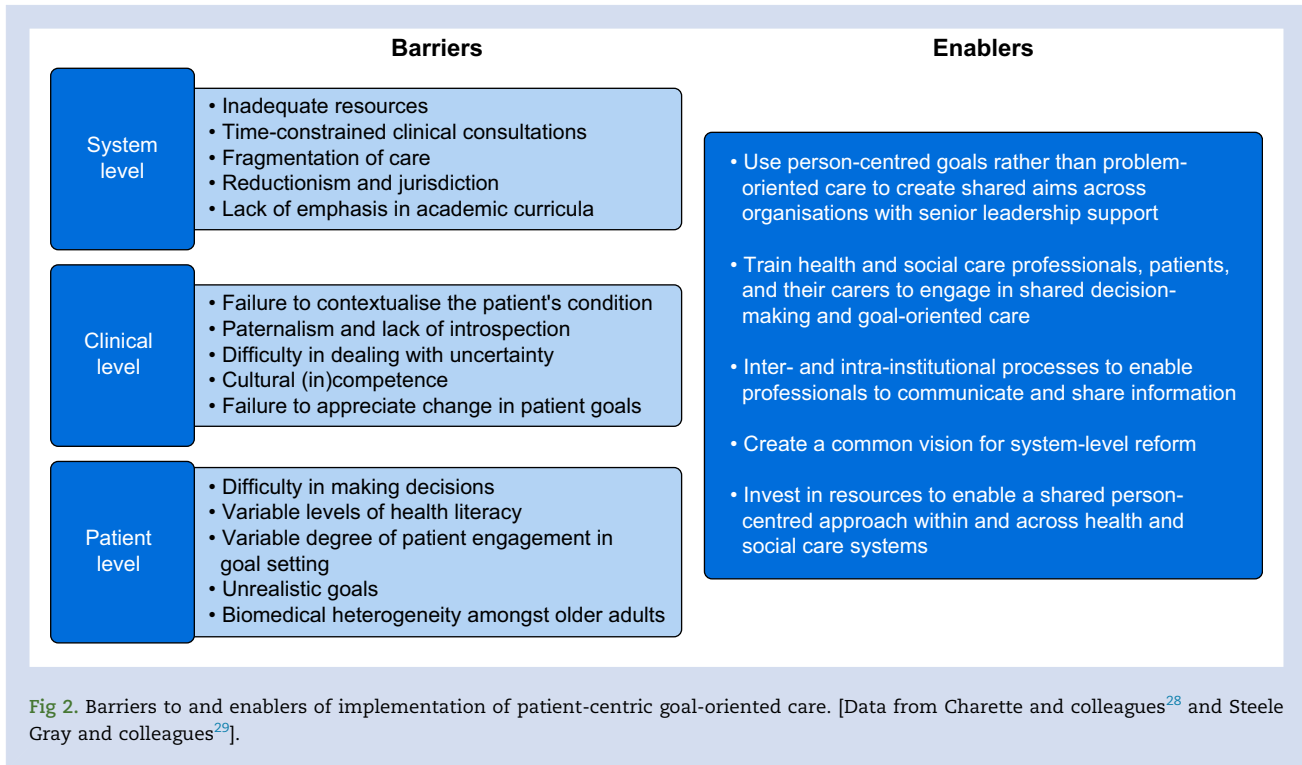 Barriers
Enablers
System
level
• Inadequate resources
• Time-constrained clinical consultations
• Fragmentation of care
• Reductionism and jurisdiction
• Lack of emphasis in academic curricula
Clinical
level
• Failure to contextualise the patient's condition
• Paternalism and lack of introspection
• Difficulty in dealing with uncertainty
• Cultural (in)competence
• Failure to appreciate change in patient goals
Patient
level
• Difficulty in making decisions
• Variable levels of health literacy
• Variable degree of patient engagement in
goal setting
• Unrealistic goals
• Biomedical heterogeneity amongst older adults
• Use person-centred goals rather than problem-
oriented care to create shared aims across
organisations with senior leadership support
• Train health and social care professionals, patients,
and their carers to engage in shared decision-
making and goal-oriented care
• Inter- and intra-institutional processes to enable
professionals to communicate and share information
• Create a common vision for system-level reform
• Invest in resources to enable a shared person-
centred approach within and across health and
social care systems
Fig 2. Barriers to and enablers of implementation of patient-centric goal-oriented care. [Data from Charette and colleagues28 and Steele
Gray and colleagues29].